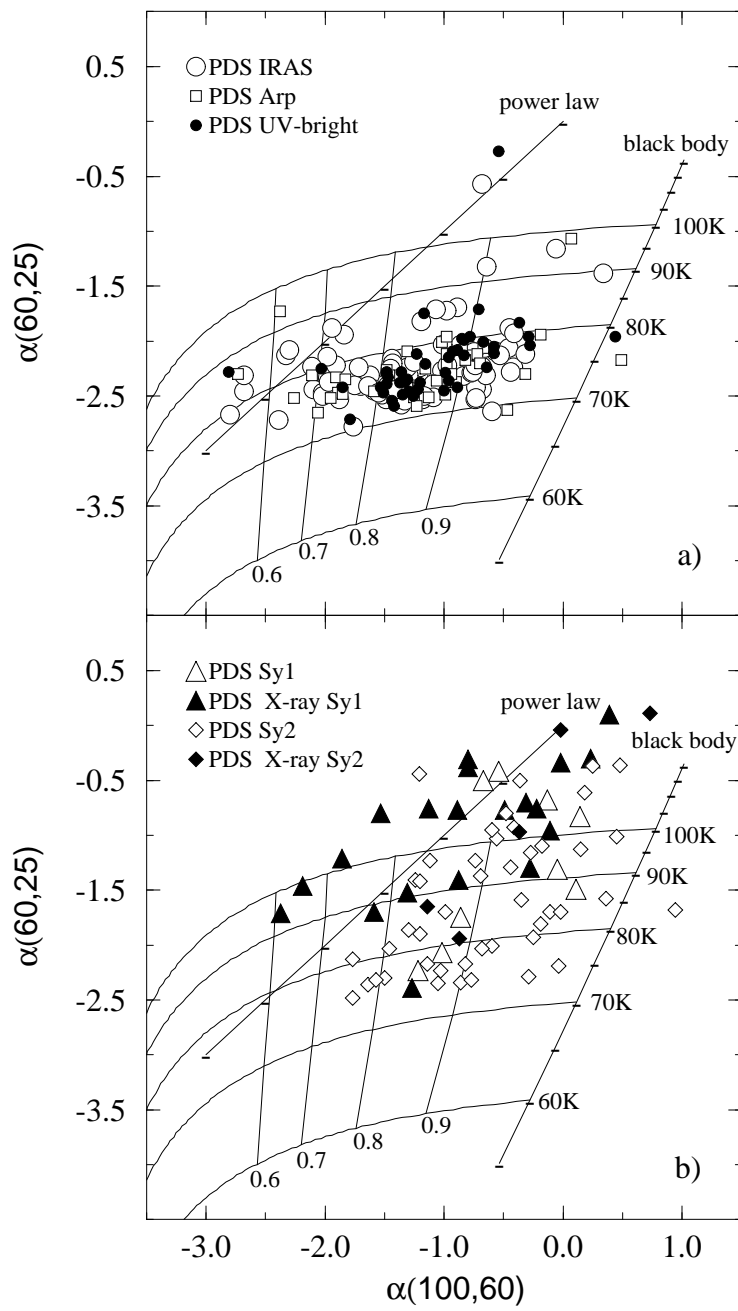 a)
α(60,25)
0.5
-0.5
-1.5
-2.5
-3.5
PDS IRAS
PDS Arp
PDS UV-bright
power law
black body
100K
90K
80K
70K
60K
0.6
0.7
0.8
0.9
b)
α(60,25)
0.5
-0.5
-1.5
-2.5
-3.5
PDS Sy1
PDS X-ray Sy1
PDS Sy2
PDS X-ray Sy2
power law
black body
100K
90K
80K
70K
60K
0.6
0.7
0.8
0.9
-3.0
-2.0
-1.0
0.0
1.0
α(100,60)